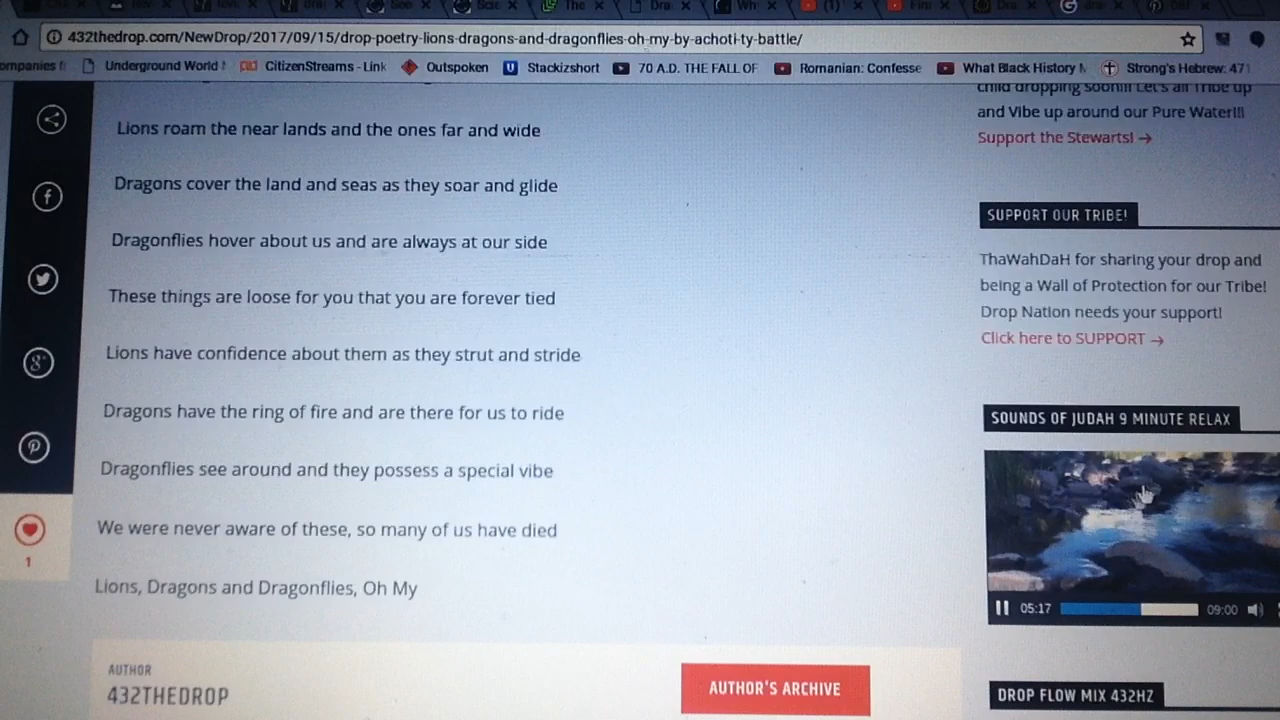 432thedrop.com/NewDrop/2017/09/15/drop-poetry-lions-dragons-and-dragonflies-oh-my-by-achoti-ty-battle/
Underground World
CitizenStreams - Link
Outspoken
Stackizshort
70 A.D. THE FALL OF
Romanian: Confesse
What Black History
Strong's Hebrew: 471
Lions roam the near lands and the ones far and wide
Dragons cover the land and seas as they soar and glide
Dragonflies hover about us and are always at our side
These things are loose for you that you are forever tied
Lions have confidence about them as they strut and stride
Dragons have the ring of fire and are there for us to ride
Dragonflies see around and they possess a special vibe
We were never aware of these, so many of us have died
Lions, Dragons and Dragonflies, Oh My
1
AUTHOR
432THEDROP
AUTHOR'S ARCHIVE
child dropping soon!!! Let's all Tribe up
and Vibe up around our Pure Water!!!
Support the Stewarts! →
SUPPORT OUR TRIBE!
ThaWahDaH for sharing your drop and
being a Wall of Protection for our Tribe!
Drop Nation needs your support!
Click here to SUPPORT →
SOUNDS OF JUDAH 9 MINUTE RELAX
05:17
09:00
DROP FLOW MIX 432HZ